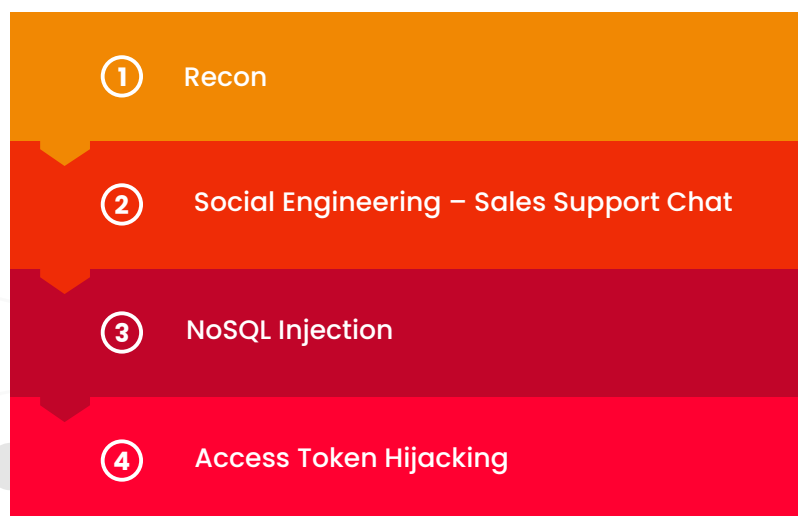 1 Recon
2 Social Engineering – Sales Support Chat
3 NoSQL Injection
4 Access Token Hijacking